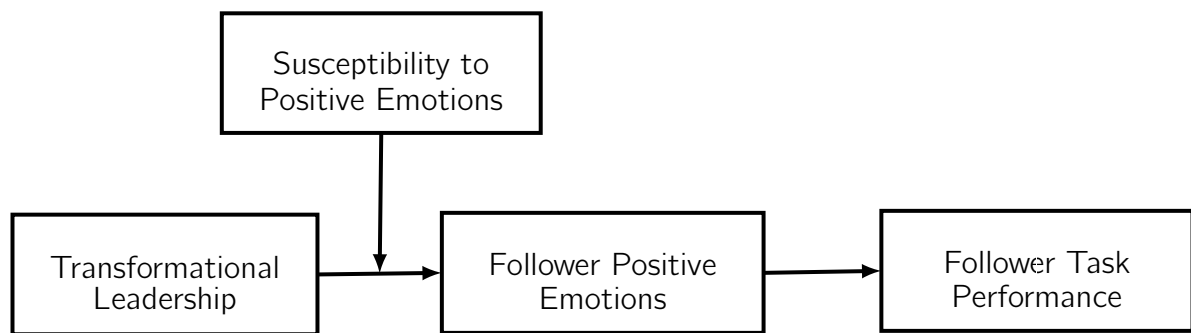 Susceptibility to
Positive Emotions
Transformational
Leadership
Follower Positive
Emotions
Follower Task
Performance